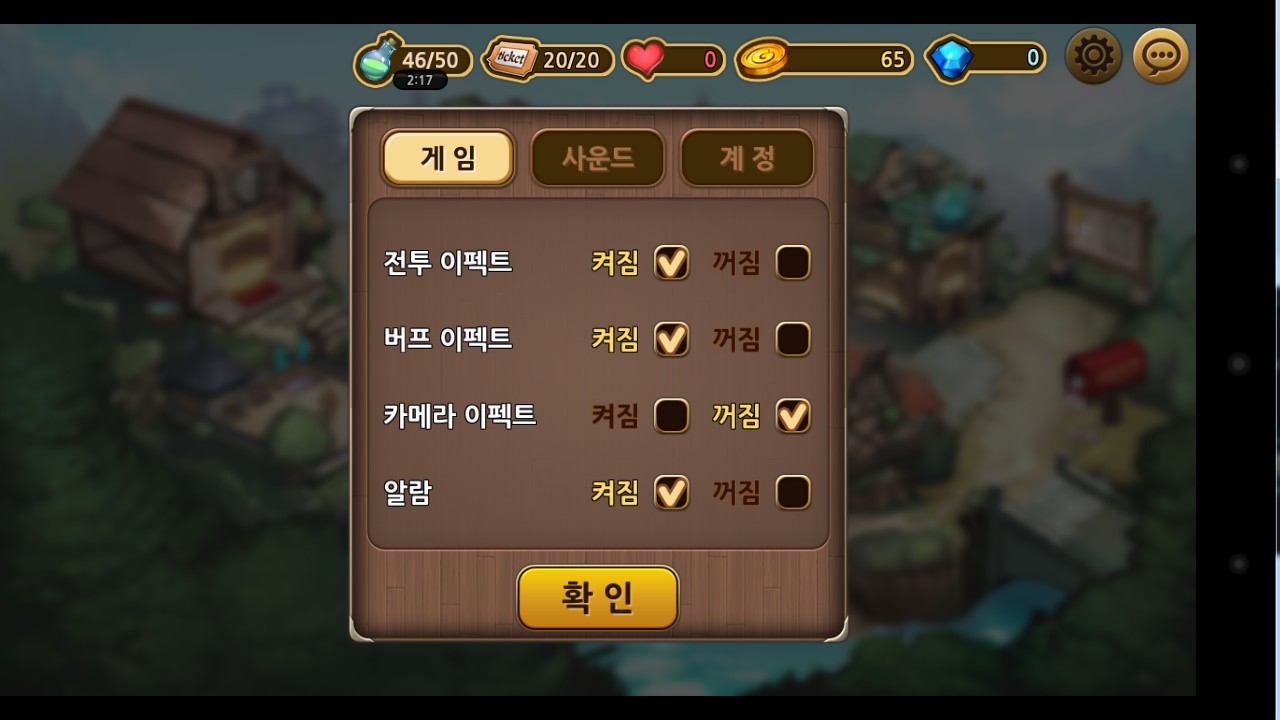 46/50
2:17
ticket
20/20
0
65
0
게임
사운드
계정
전투 이펙트 켜짐 꺼짐
버프 이펙트 켜짐 꺼짐
카메라 이펙트 켜짐 꺼짐
알람 켜짐 꺼짐
확인